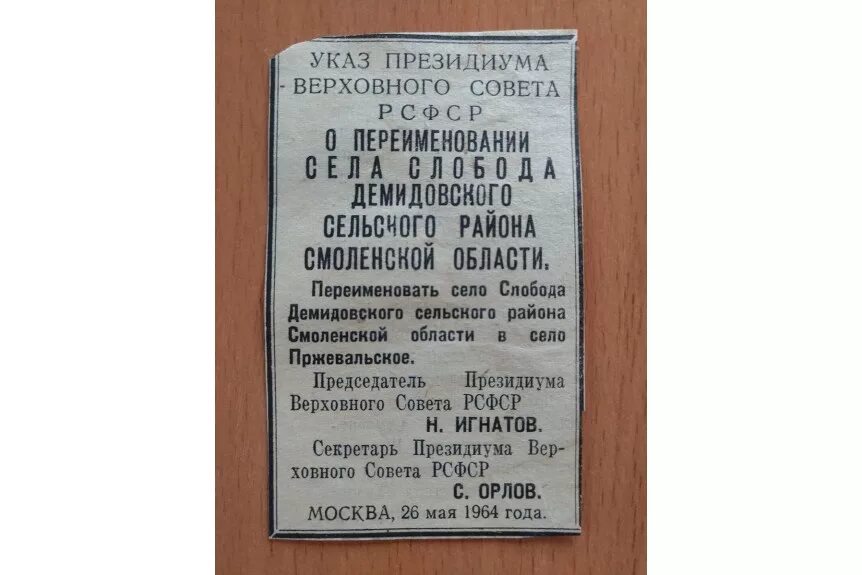 УКАЗ ПРЕЗИДИУМА
ВЕРХОВНОГО СОВЕТА
РСФСР
О ПЕРЕИМЕНОВАНИИ
СЕЛА СЛОБОДА
ДЕМИДОВСКОГО
СЕЛЬСКОГО РАЙОНА
СМОЛЕНСКОЙ ОБЛАСТИ.
Переименовать село Слобода
Демидовского сельского района
Смоленской области в село
Пржевальское.
Председатель Президиума
Верховного Совета РСФСР
Н. ИГНАТОВ.
Секретарь Президиума Вер-
ховного Совета РСФСР
С. ОРЛОВ.
МОСКВА, 26 мая 1964 года.